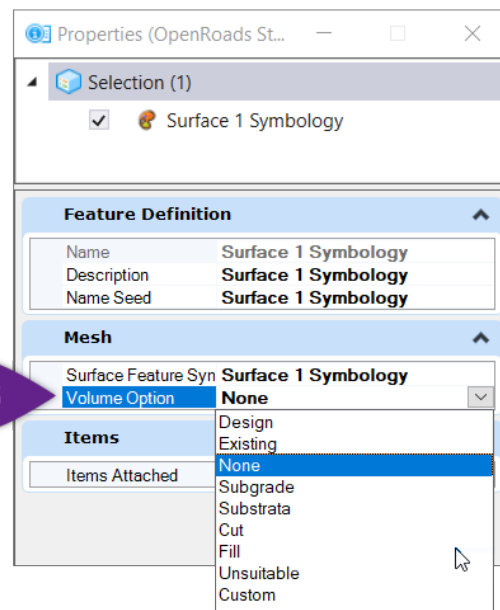 Properties (OpenRoads St...
Selection (1)
Surface 1 Symbology
Feature Definition
Name Surface 1 Symbology
Description Surface 1 Symbology
Name Seed Surface 1 Symbology
Mesh
Surface Feature Syn Surface 1 Symbology
Volume Option None
Design
Existing
Items
None
Items Attached
Subgrade
Substrata
Cut
Fill
Unsuitable
Custom